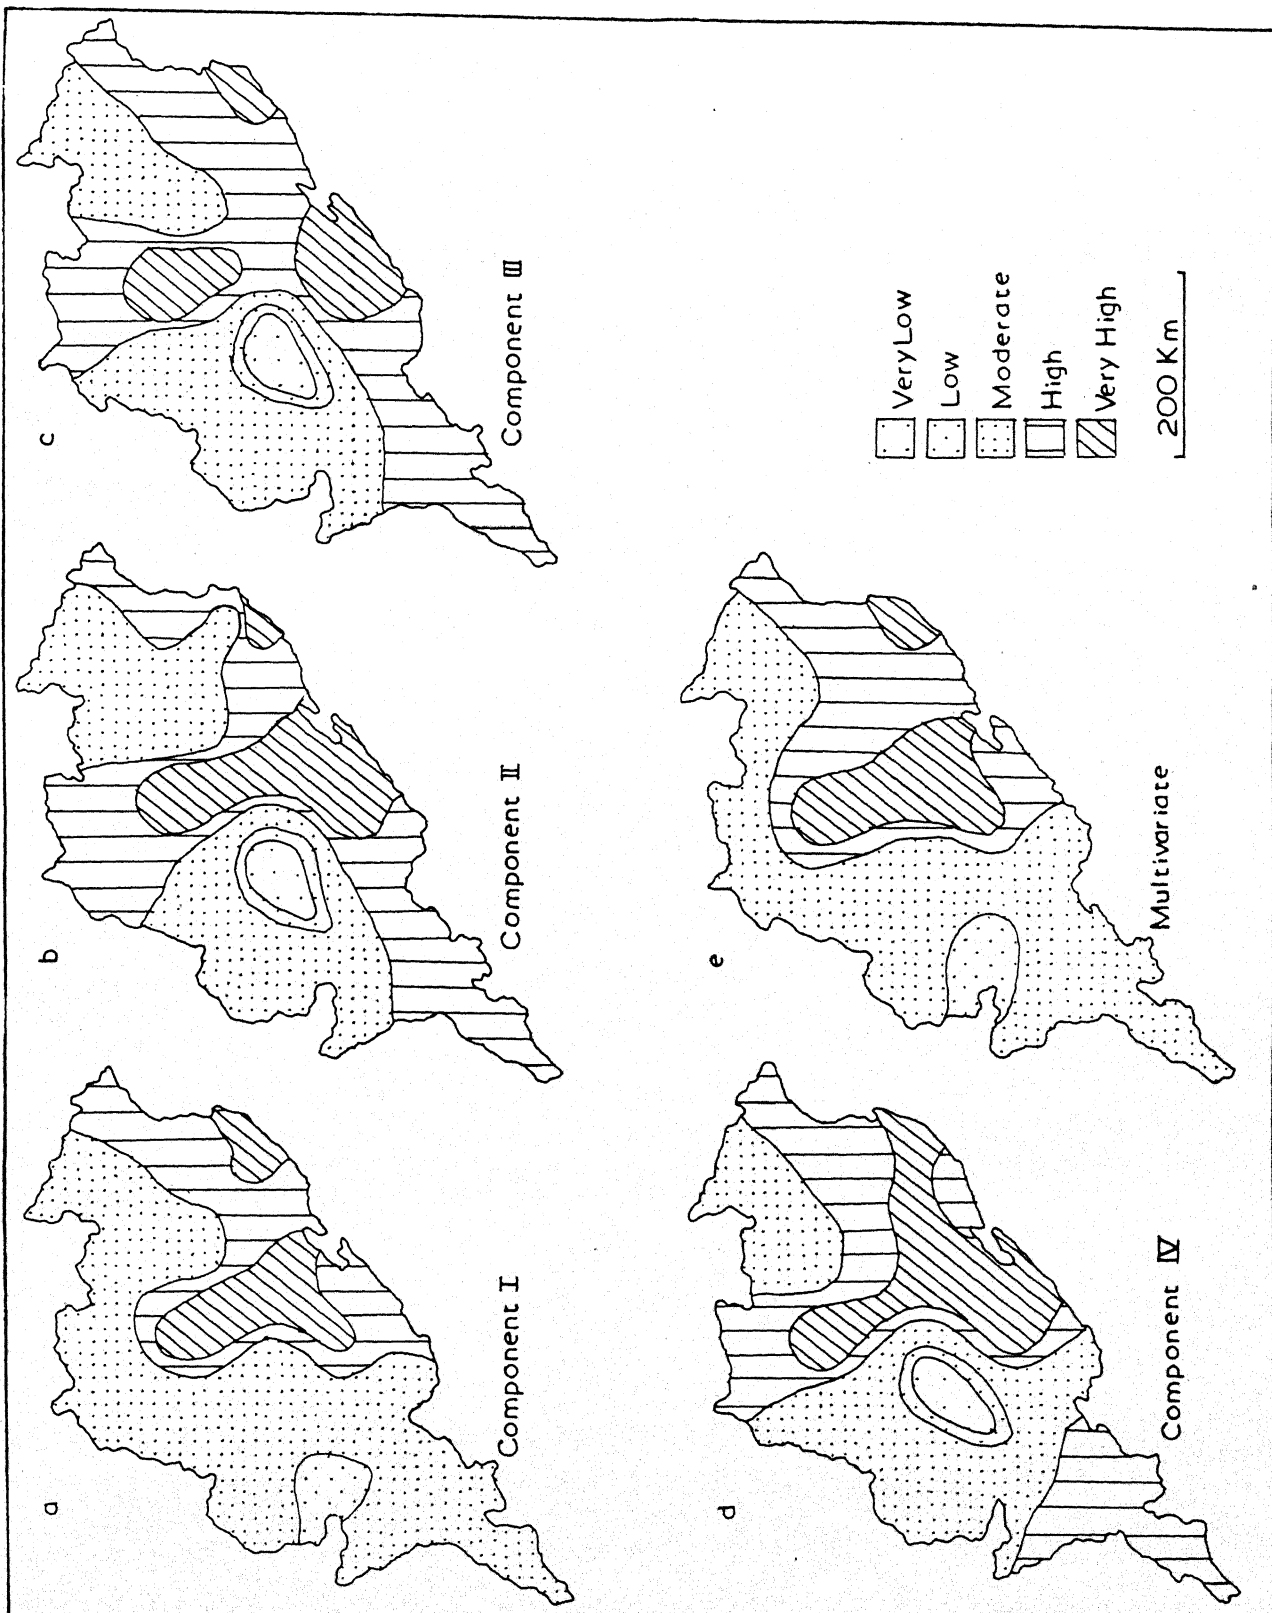 a
Component I
b
Component II
c
Component III
d
Component IV
e
Multivariate
Very Low
Low
Moderate
High
Very High
200 Km